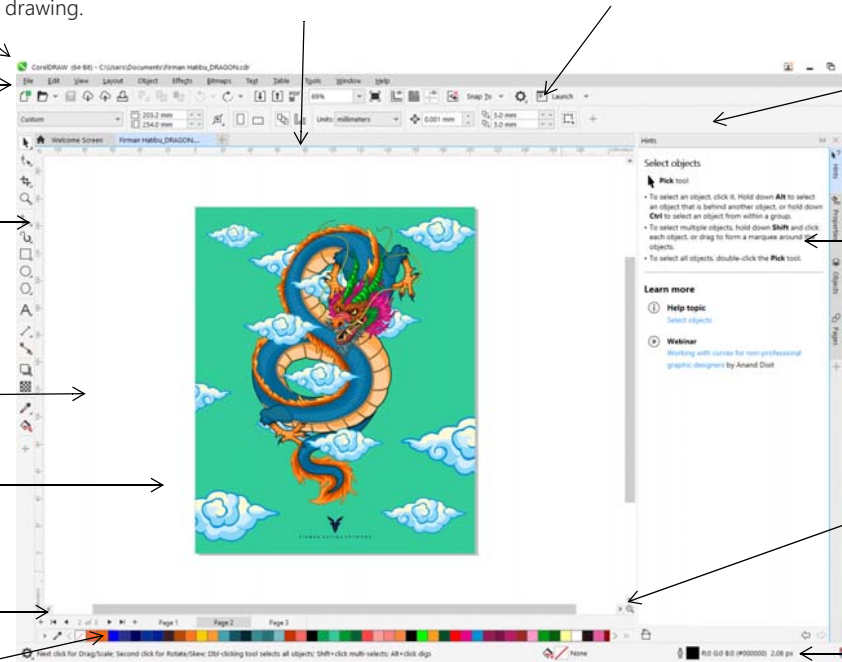 drawing.
CorelDRAW (64-Bit) - C:\Users\Documents\Firman Hatibu_DRAGON.cdr
File Edit View Layout Object Effects Bitmaps Text Table Tools Window Help
69% Snap To Launch
Custom 203.2 mm 254.0 mm Units: millimeters 0.001 mm 5.0 mm 5.0 mm
Welcome Screen Firman Hatibu_DRAGON...
Hints
Select objects
Pick tool
• To select an object, click it. Hold down Alt to select
an object that is behind another object, or hold down
Ctrl to select an object from within a group.
• To select multiple objects, hold down Shift and click
each object, or drag to form a marquee around the
objects.
• To select all objects, double-click the Pick tool.
Learn more
Help topic
Select objects
Webinar
Working with curves for non-professional
graphic designers by Anand Dixit
Hints
Properties
Objects
Pages
FIRMAN HATIBU ARTWORK
2 of 3 Page 1 Page 2 Page 3
Next click for Drag/Scale; Second click for Rotate/Skew; Dbl-clicking tool selects all objects; Shift+click multi-selects; Alt+click digs
None
R:0 G:0 B:0 (#000000) 2.08 px